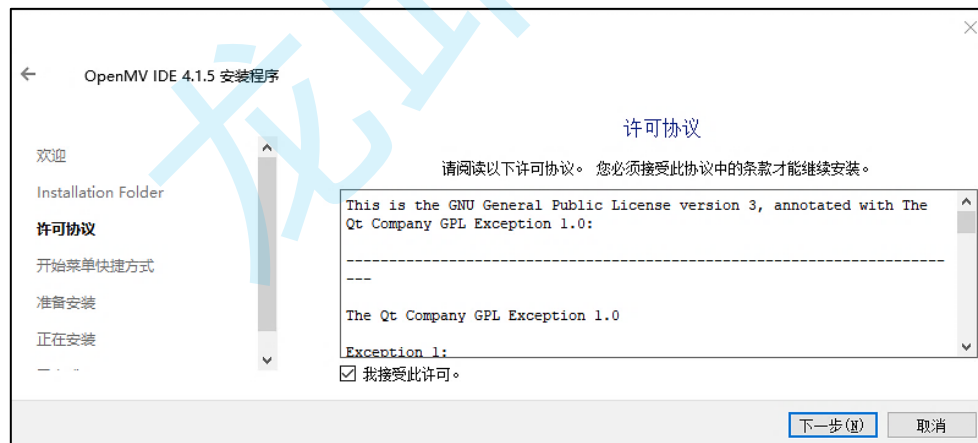 OpenMV IDE 4.1.5 安装程序
欢迎
Installation Folder
许可协议
开始菜单快捷方式
准备安装
正在安装
许可协议
请阅读以下许可协议。 您必须接受此协议中的条款才能继续安装。
This is the GNU General Public License version 3, annotated with The
Qt Company GPL Exception 1.0:
----------------------------------------------------------------------
---
The Qt Company GPL Exception 1.0
Exception 1:
我接受此许可。
下一步(N)
取消